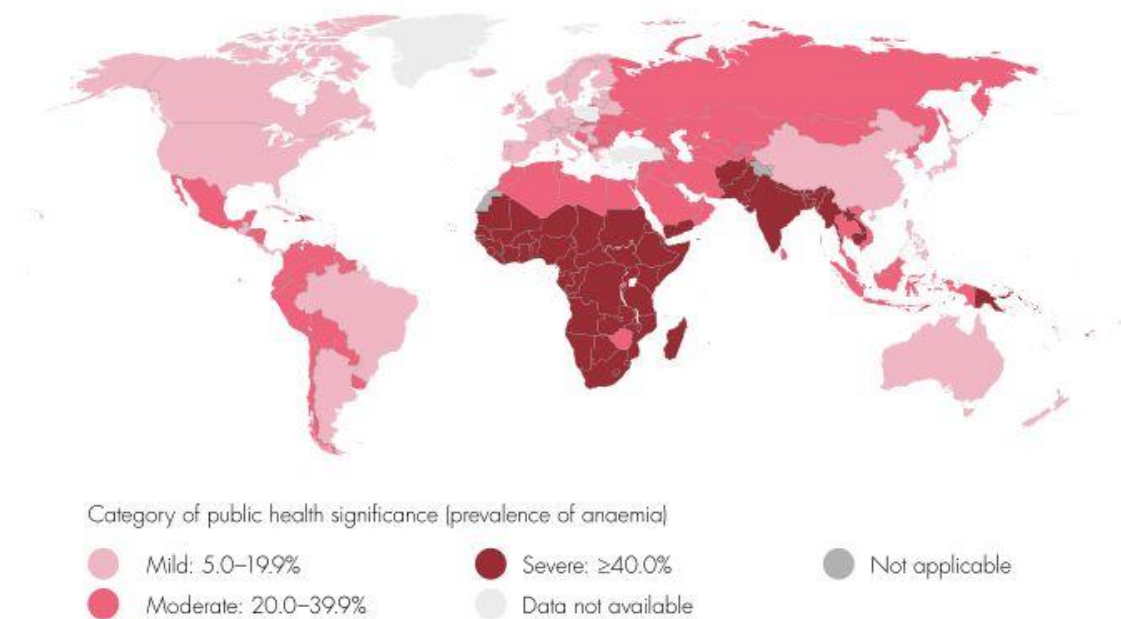 Category of public health significance (prevalence of anaemia)
Mild: 5.0–19.9%
Severe: ≥40.0%
Not applicable
Moderate: 20.0–39.9%
Data not available